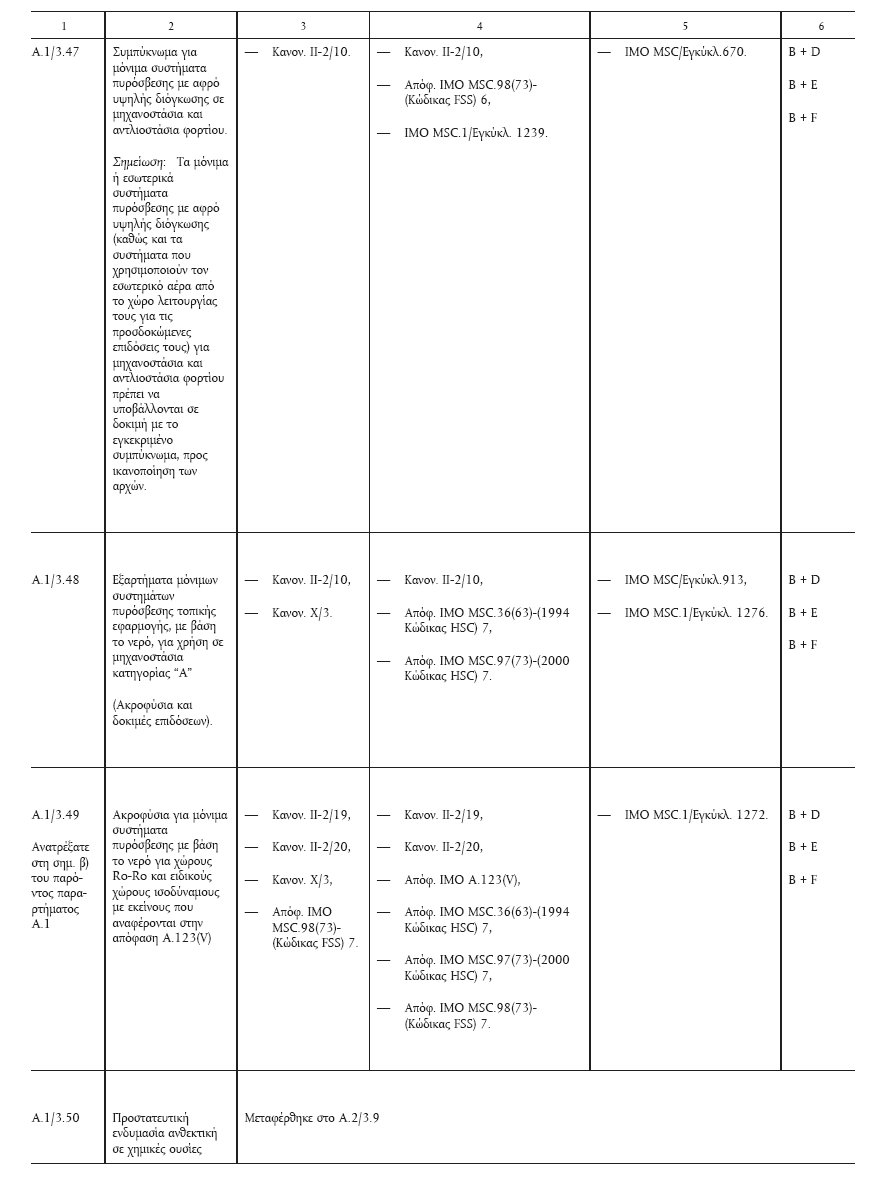 1 2 3 4 5 6
A.1/3.47
Συμπύκνωμα για
μόνιμα συστήματα
πυρόσβεσης με αφρό
υψηλής διόγκωσης σε
μηχανοστάσια και
αντλιοστάσια φορτίου.
Σημείωση: Τα μόνιμα
ή εσωτερικά
συστήματα
πυρόσβεσης με αφρό
υψηλής διόγκωσης
(καθώς και τα
συστήματα που
χρησιμοποιούν τον
εσωτερικό αέρα από
το χώρο λειτουργίας
τους για τις
προσδοκώμενες
επιδόσεις τους) για
μηχανοστάσια και
αντλιοστάσια φορτίου
πρέπει να
υποβάλλονται σε
δοκιμή με το
εγκεκριμένο
συμπύκνωμα, προς
ικανοποίηση των
αρχών.
— Κανον. II-2/10.
— Κανον. II-2/10,
— Απόφ. IMO MSC.98(73)-
(Κώδικας FSS) 6,
— IMO MSC.1/Εγκύκλ. 1239.
— IMO MSC/Εγκύκλ.670.
B + D
B + E
B + F
A.1/3.48
Εξαρτήματα μόνιμων
συστημάτων
πυρόσβεσης τοπικής
εφαρμογής, με βάση
το νερό, για χρήση σε
μηχανοστάσια
κατηγορίας “A”
(Ακροφύσια και
δοκιμές επιδόσεων).
— Κανον. II-2/10,
— Κανον. X/3.
— Κανον. II-2/10,
— Απόφ. IMO MSC.36(63)-(1994
Κώδικας HSC) 7,
— Απόφ. IMO MSC.97(73)-(2000
Κώδικας HSC) 7.
— IMO MSC/Εγκύκλ.913,
— IMO MSC.1/Εγκύκλ. 1276.
B + D
B + E
B + F
A.1/3.49
Ανατρέξατε
στη σημ. β)
του παρό-
ντος παρα-
ρτήματος
A.1
Ακροφύσια για μόνιμα
συστήματα
πυρόσβεσης με βάση
το νερό για χώρους
Ro-Ro και ειδικούς
χώρους ισοδύναμους
με εκείνους που
αναφέρονται στην
απόφαση A.123(V)
— Κανον. II-2/19,
— Κανον. II-2/20,
— Κανον. X/3,
— Απόφ. IMO
MSC.98(73)-
(Κώδικας FSS) 7.
— Κανον. II-2/19,
— Κανον. II-2/20,
— Απόφ. IMO A.123(V),
— Απόφ. IMO MSC.36(63)-(1994
Κώδικας HSC) 7,
— Απόφ. IMO MSC.97(73)-(2000
Κώδικας HSC) 7,
— Απόφ. IMO MSC.98(73)-
(Κώδικας FSS) 7.
— IMO MSC.1/Εγκύκλ. 1272.
B + D
B + E
B + F
A.1/3.50
Προστατευτική
ενδυμασία ανθεκτική
σε χημικές ουσίες
Μεταφέρθηκε στο A.2/3.9